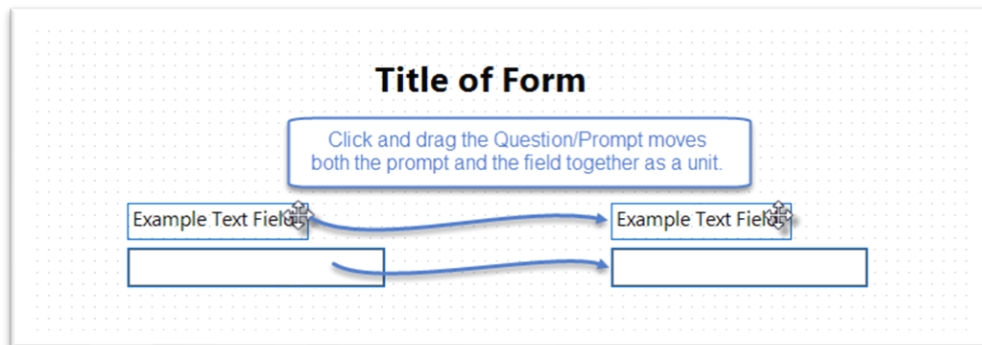 Title of Form
Click and drag the Question/Prompt moves
both the prompt and the field together as a unit.
Example Text Field
Example Text Field